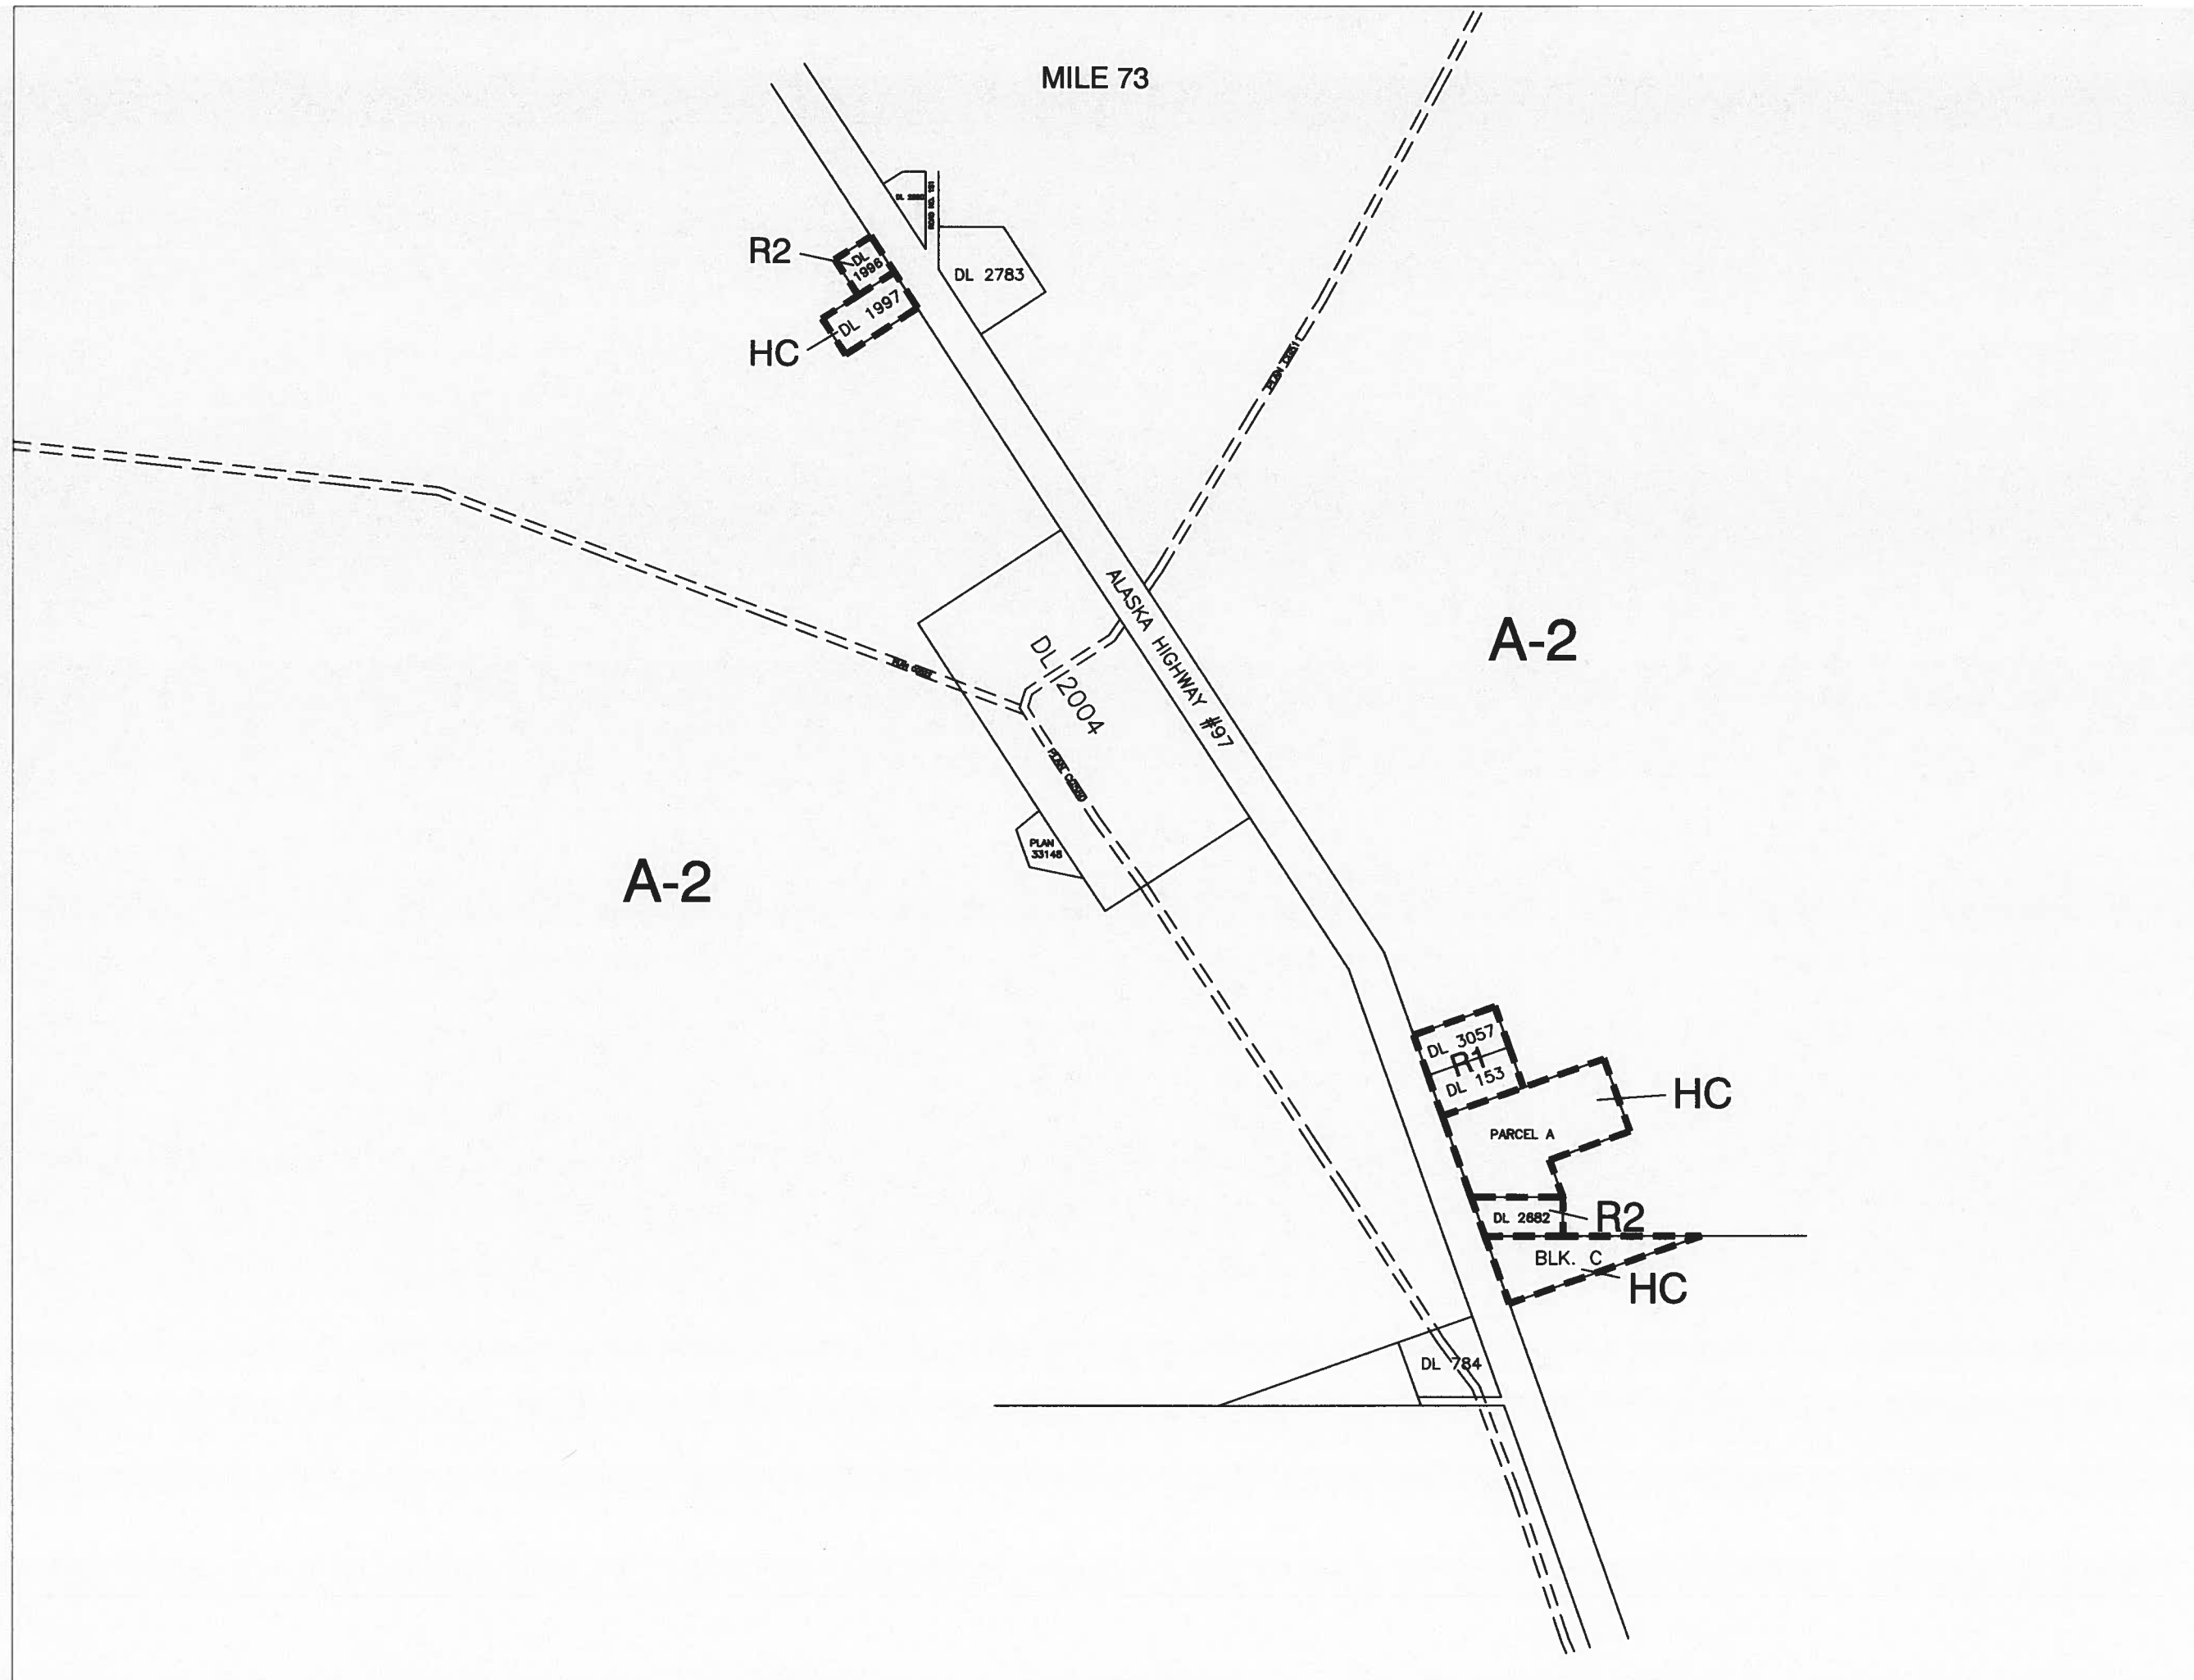 MILE 73
R2
DL
1996
DL 1997
HC
DL 2783
ALASKA HIGHWAY #97
A-2
DL 2004
PLAN
33148
A-2
DL 3057
R1
DL 153
HC
PARCEL A
DL 2682
R2
BLK. C
HC
DL 784